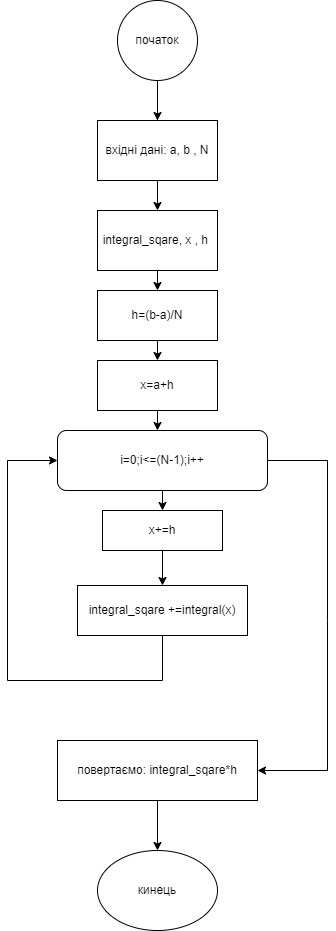 початок
вхідні дані: a, b , N
integral_sqare, x , h
h=(b-a)/N
x=a+h
i=0;i<=(N-1);i++
x+=h
integral_sqare +=integral(x)
повертаємо: integral_sqare*h
кинець